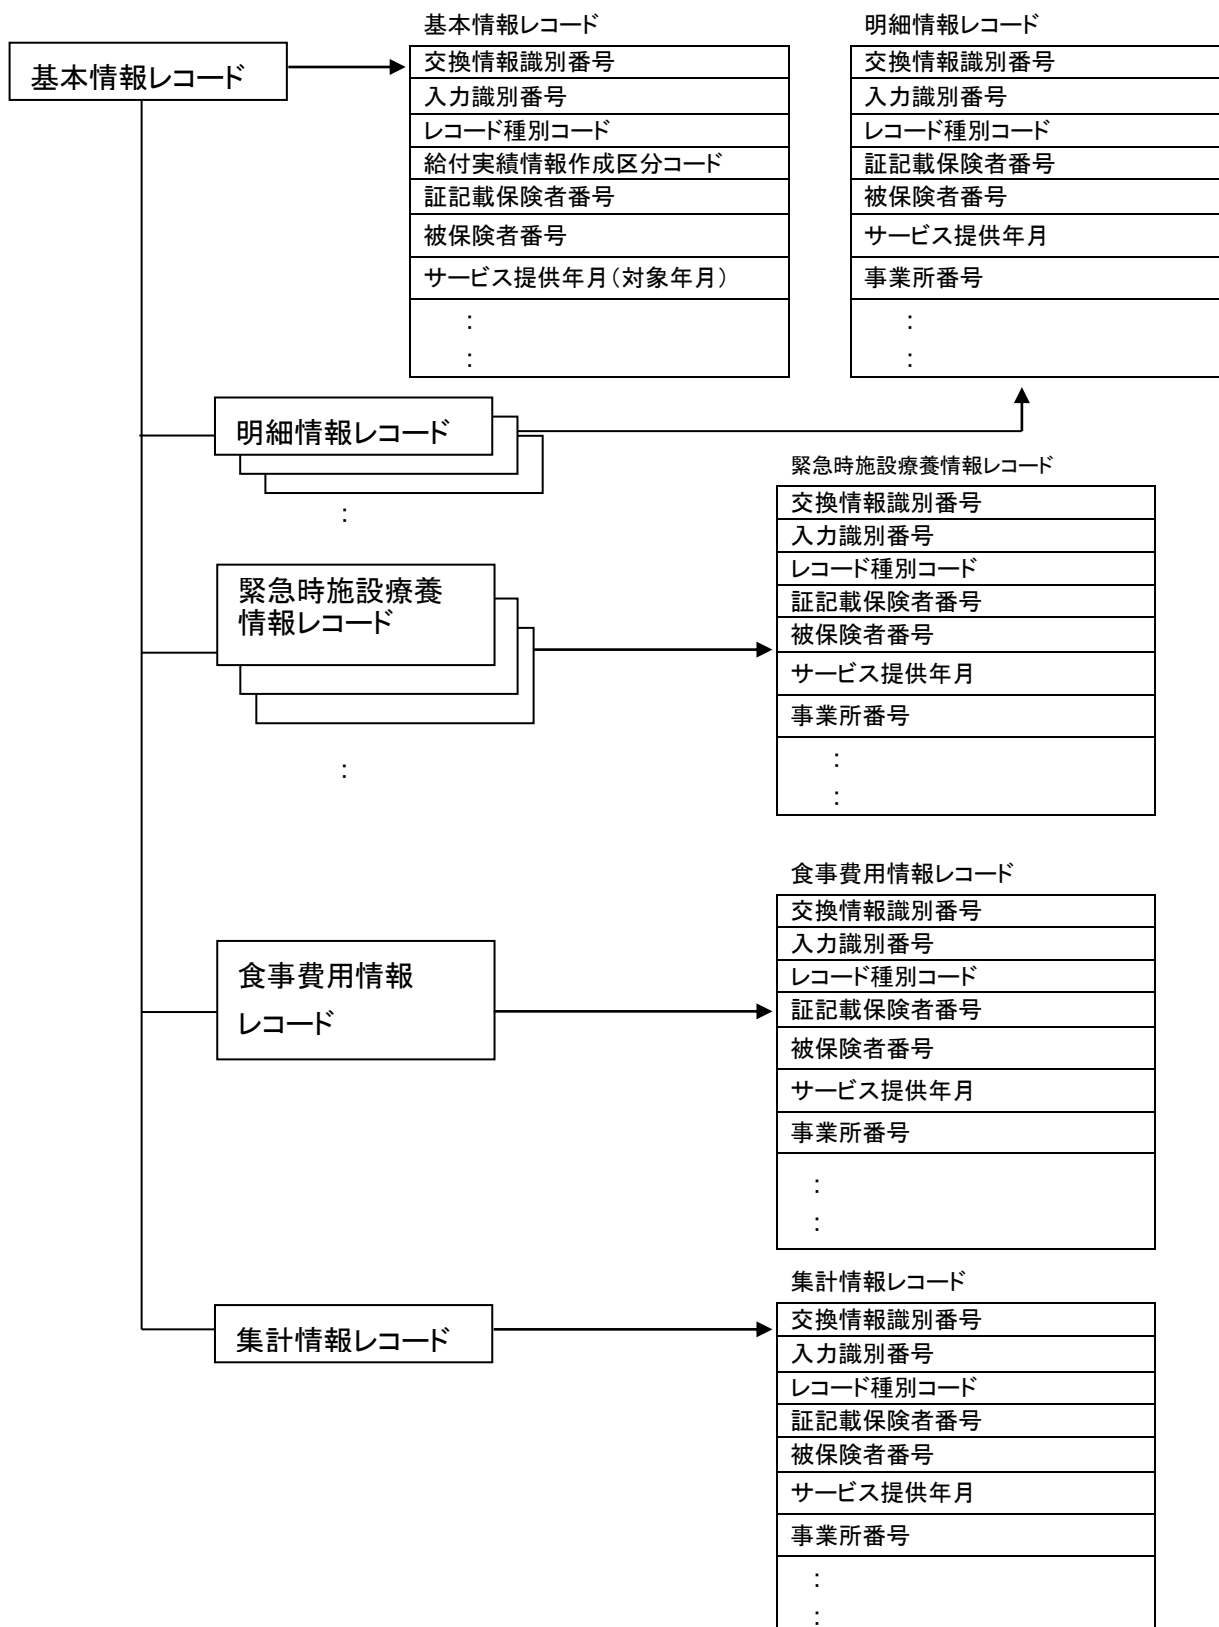 基本情報レコード
基本情報レコード
交換情報識別番号
入力識別番号
レコード種別コード
給付実績情報作成区分コード
証記載保険者番号
被保険者番号
サービス提供年月(対象年月)
:
:
明細情報レコード
交換情報識別番号
入力識別番号
レコード種別コード
証記載保険者番号
被保険者番号
サービス提供年月
事業所番号
:
:
明細情報レコード
:
緊急時施設療養情報レコード
交換情報識別番号
入力識別番号
レコード種別コード
証記載保険者番号
被保険者番号
サービス提供年月
事業所番号
:
:
緊急時施設療養
情報レコード
:
食事費用情報レコード
交換情報識別番号
入力識別番号
レコード種別コード
証記載保険者番号
被保険者番号
サービス提供年月
事業所番号
:
:
食事費用情報
レコード
集計情報レコード
交換情報識別番号
入力識別番号
レコード種別コード
証記載保険者番号
被保険者番号
サービス提供年月
事業所番号
:
:
集計情報レコード